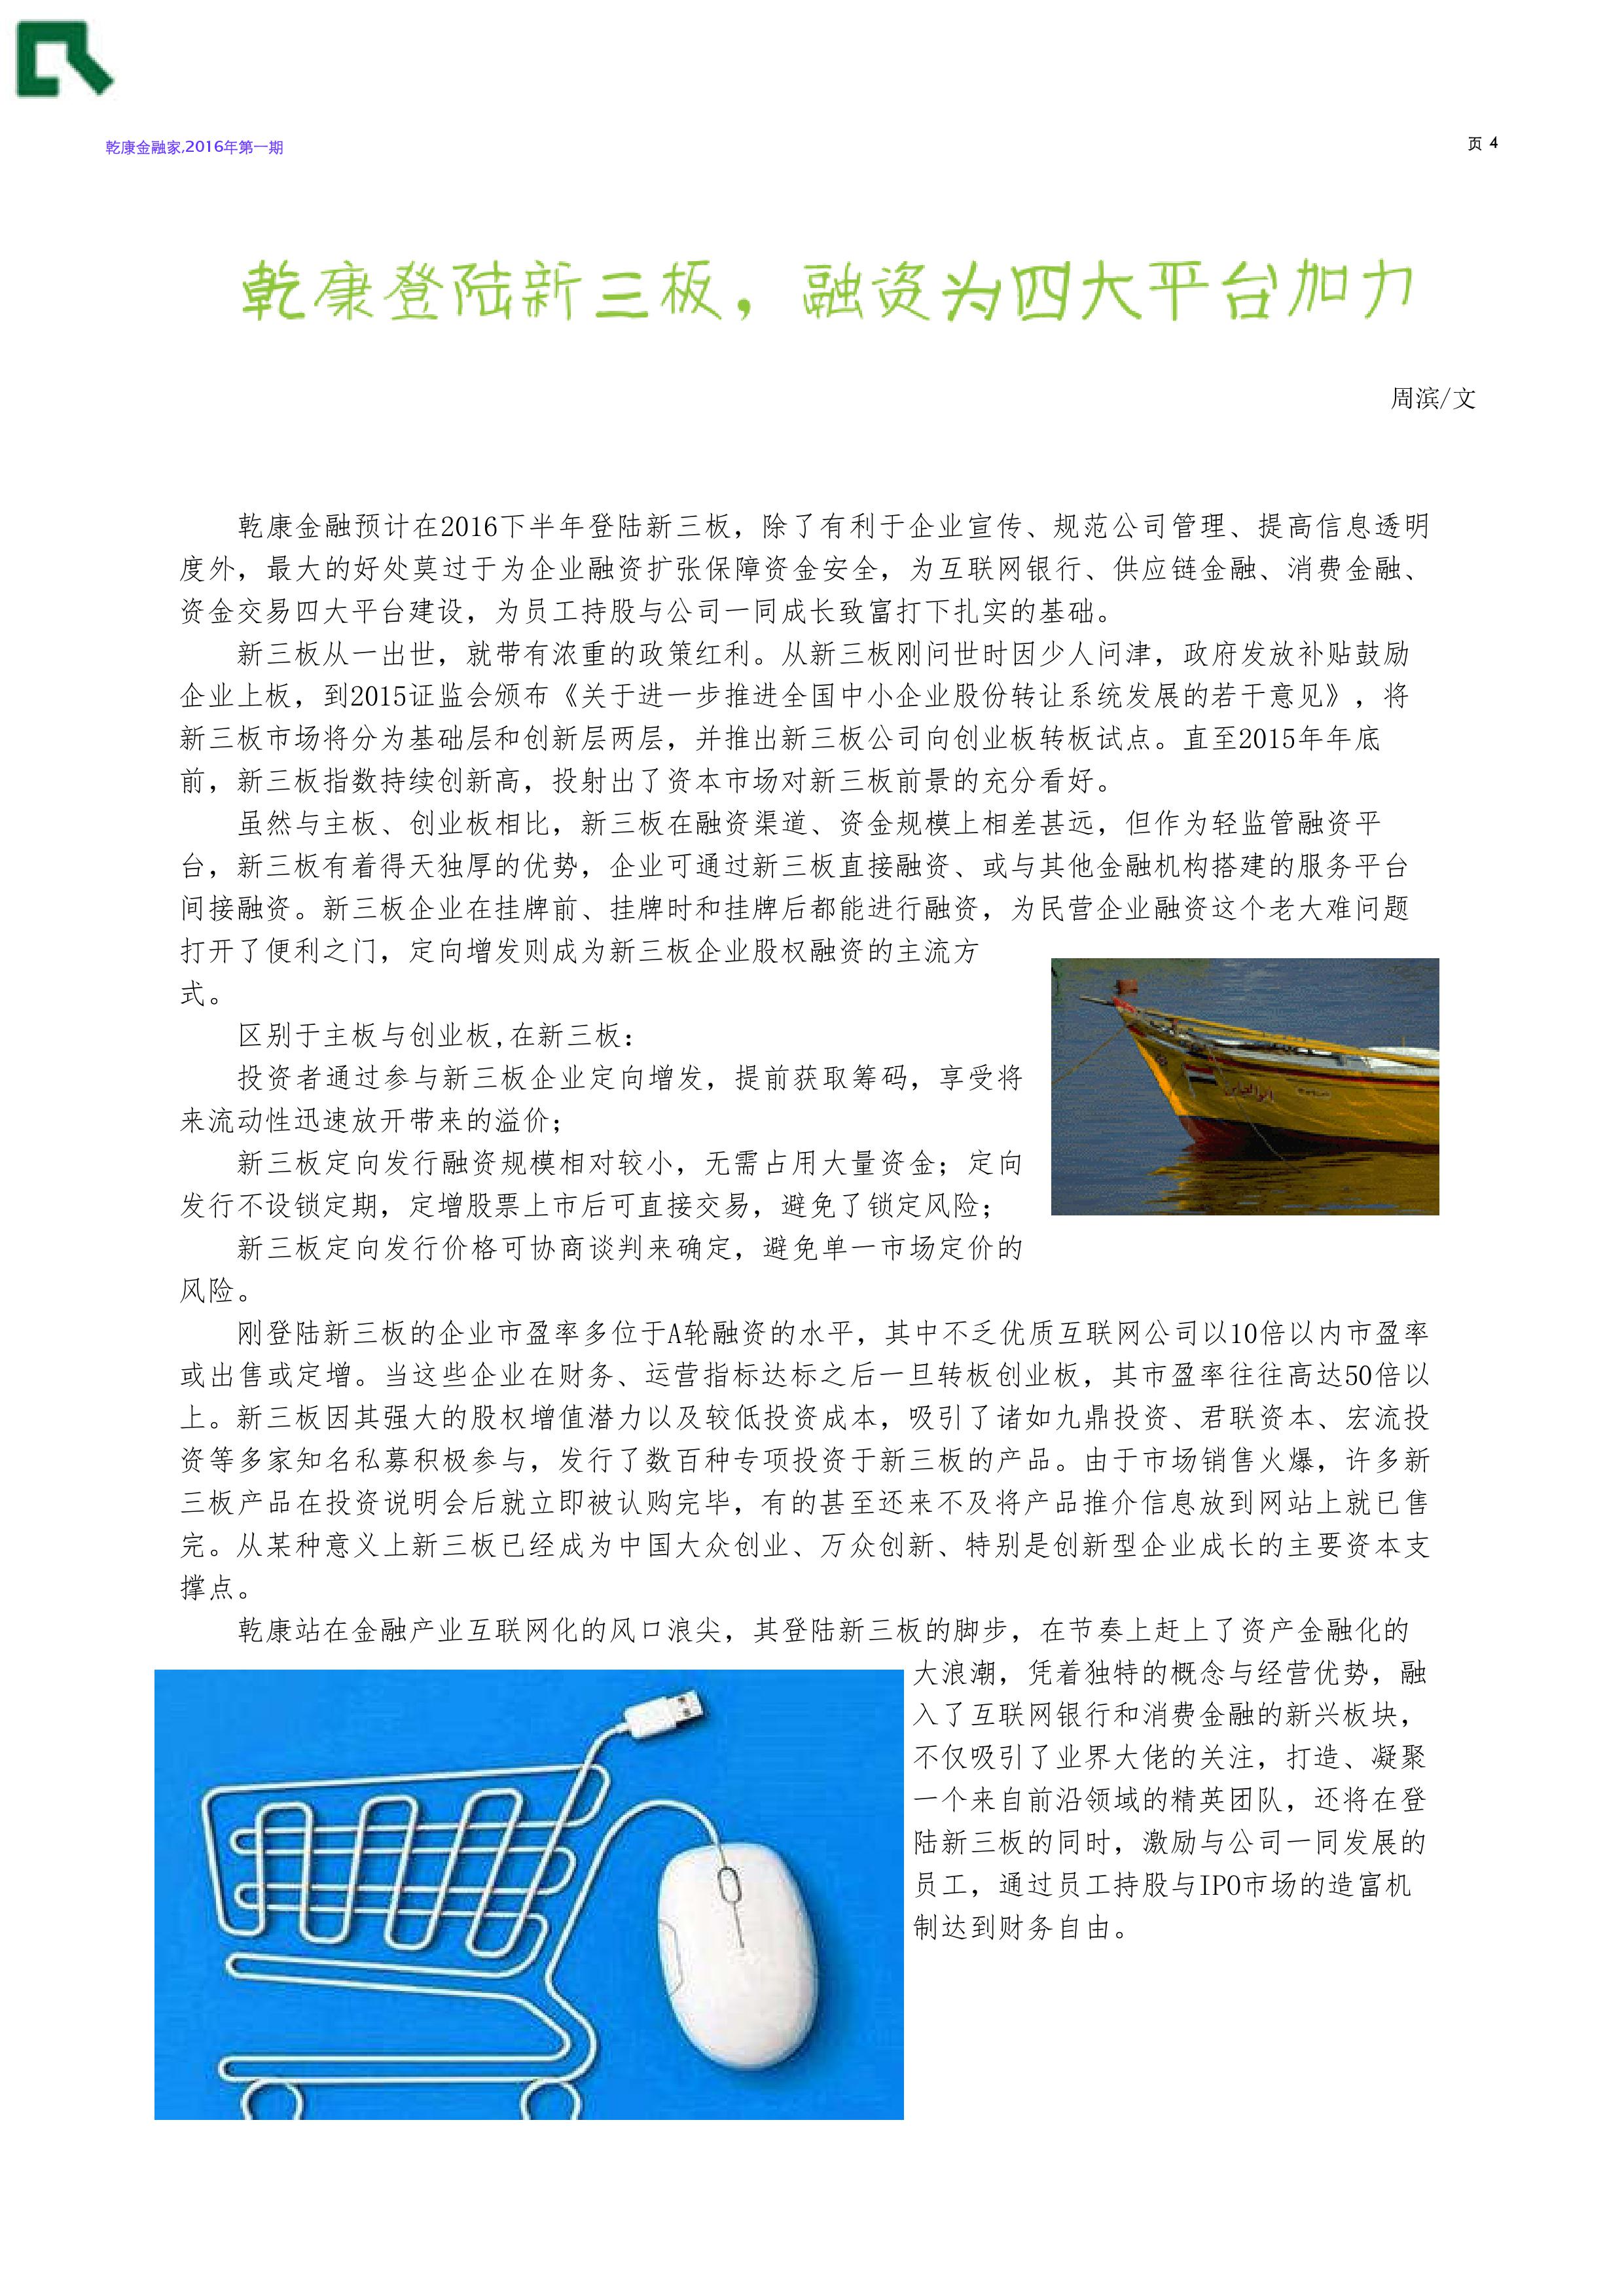 乾康金融家,2016年第一期
页 4
乾康登陆新三板，融资为四大平台加力
周滨/文
乾康金融预计在2016下半年登陆新三板，除了有利于企业宣传、规范公司管理、提高信息透明
度外，最大的好处莫过于为企业融资扩张保障资金安全，为互联网银行、供应链金融、消费金融、
资金交易四大平台建设，为员工持股与公司一同成长致富打下扎实的基础。
新三板从一出世，就带有浓重的政策红利。从新三板刚问世时因少人问津，政府发放补贴鼓励
企业上板，到2015证监会颁布《关于进一步推进全国中小企业股份转让系统发展的若干意见》，将
新三板市场将分为基础层和创新层两层，并推出新三板公司向创业板转板试点。直至2015年年底
前，新三板指数持续创新高，投射出了资本市场对新三板前景的充分看好。
虽然与主板、创业板相比，新三板在融资渠道、资金规模上相差甚远，但作为轻监管融资平
台，新三板有着得天独厚的优势，企业可通过新三板直接融资、或与其他金融机构搭建的服务平台
间接融资。新三板企业在挂牌前、挂牌时和挂牌后都能进行融资，为民营企业融资这个老大难问题
打开了便利之门，定向增发则成为新三板企业股权融资的主流方
式。
区别于主板与创业板,在新三板：
投资者通过参与新三板企业定向增发，提前获取筹码，享受将
来流动性迅速放开带来的溢价；
新三板定向发行融资规模相对较小，无需占用大量资金；定向
发行不设锁定期，定增股票上市后可直接交易，避免了锁定风险；
新三板定向发行价格可协商谈判来确定，避免单一市场定价的
风险。
刚登陆新三板的企业市盈率多位于A轮融资的水平，其中不乏优质互联网公司以10倍以内市盈率
或出售或定增。当这些企业在财务、运营指标达标之后一旦转板创业板，其市盈率往往高达50倍以
上。新三板因其强大的股权增值潜力以及较低投资成本，吸引了诸如九鼎投资、君联资本、宏流投
资等多家知名私募积极参与，发行了数百种专项投资于新三板的产品。由于市场销售火爆，许多新
三板产品在投资说明会后就立即被认购完毕，有的甚至还来不及将产品推介信息放到网站上就已售
完。从某种意义上新三板已经成为中国大众创业、万众创新、特别是创新型企业成长的主要资本支
撑点。
乾康站在金融产业互联网化的风口浪尖，其登陆新三板的脚步，在节奏上赶上了资产金融化的
大浪潮，凭着独特的概念与经营优势，融
入了互联网银行和消费金融的新兴板块，
不仅吸引了业界大佬的关注，打造、凝聚
一个来自前沿领域的精英团队，还将在登
陆新三板的同时，激励与公司一同发展的
员工，通过员工持股与IPO市场的造富机
制达到财务自由。